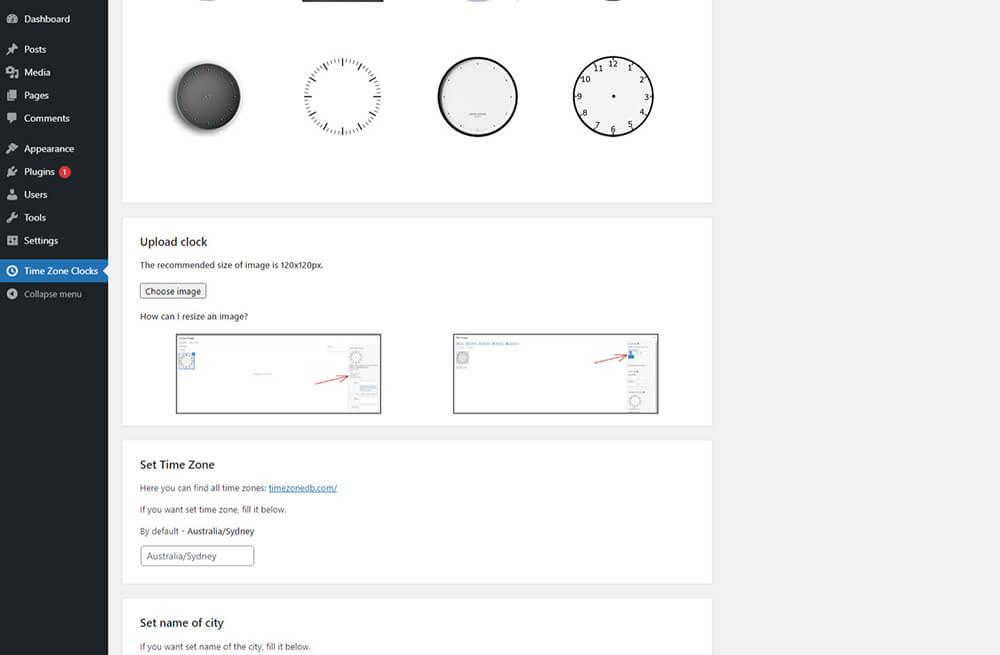 Dashboard
Posts
Media
Pages
Comments
Appearance
Plugins 1
Users
Tools
Settings
Time Zone Clocks
Collapse menu
12
11 1
10 2
9 3
8 4
7 5
6
Upload clock
The recommended size of image is 120x120px.
Choose image
How can I resize an image?
Set Time Zone
Here you can find all time zones: timezonedb.com/
If you want set time zone, fill it below.
By default - Australia/Sydney
Australia/Sydney
Set name of city
If you want set name of the city, fill it below.